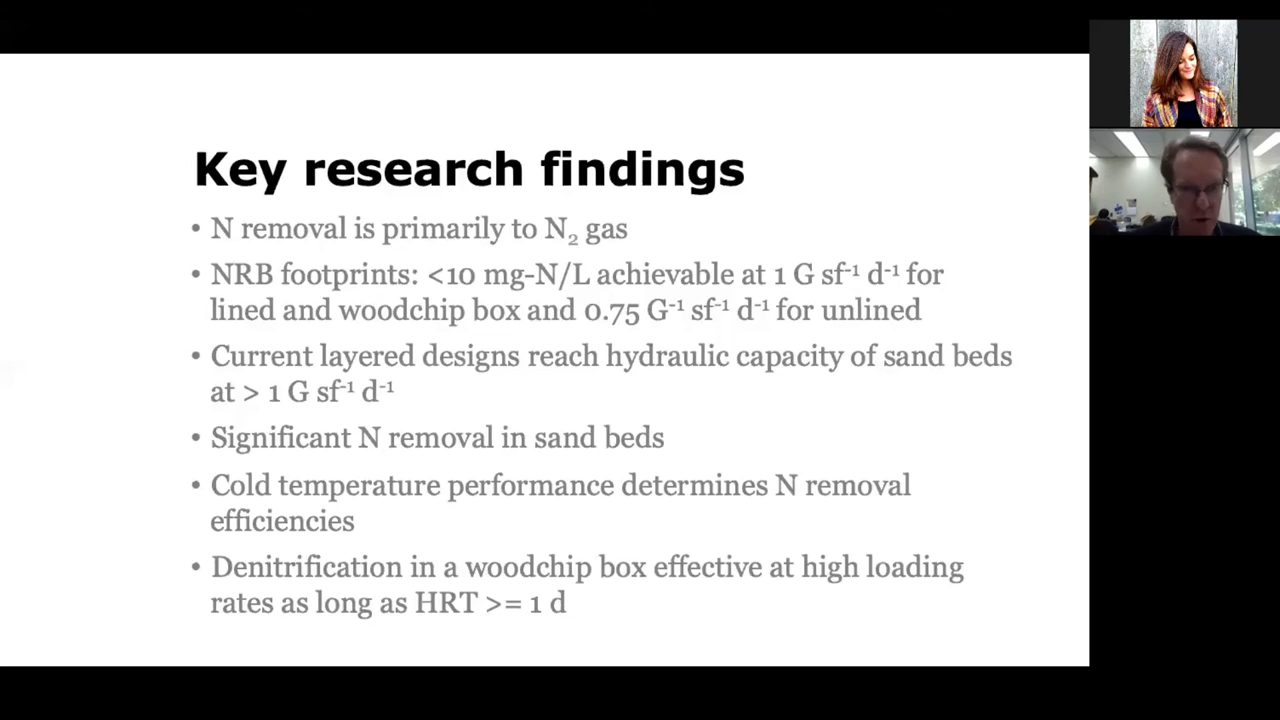 Key research findings
• N removal is primarily to N₂ gas
• NRB footprints: <10 mg-N/L achievable at 1 G sf⁻¹ d⁻¹ for
lined and woodchip box and 0.75 G⁻¹ sf⁻¹ d⁻¹ for unlined
• Current layered designs reach hydraulic capacity of sand beds
at > 1 G sf⁻¹ d⁻¹
• Significant N removal in sand beds
• Cold temperature performance determines N removal
efficiencies
• Denitrification in a woodchip box effective at high loading
rates as long as HRT >= 1 d